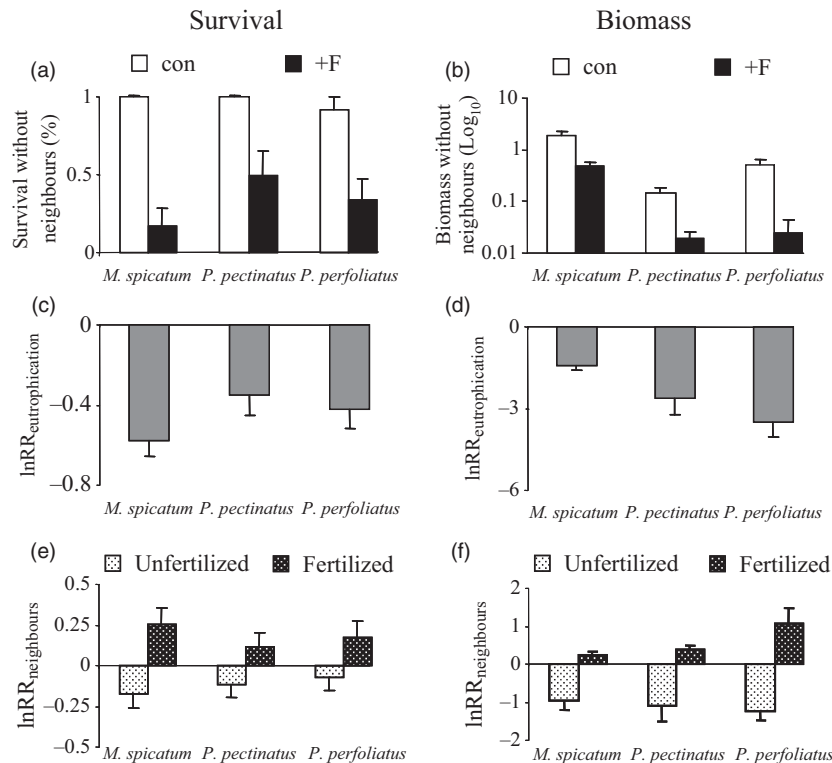 Survival
Biomass
(a)
con
+F
Survival without
neighbours (%)
1
0.5
0
M. spicatum P. pectinatus P. perfoliatus
(b)
con
+F
Biomass without
neighbours (Log10)
10
1
0.1
0.01
M. spicatum P. pectinatus P. perfoliatus
(c)
lnRReutrophication
0
−0.4
−0.8
M. spicatum P. pectinatus P. perfoliatus
(d)
lnRReutrophication
0
−3
−6
M. spicatum P. pectinatus P. perfoliatus
(e)
Unfertilized
Fertilized
lnRRneighbours
0.5
0.25
0
−0.25
−0.5
M. spicatum P. pectinatus P. perfoliatus
(f)
Unfertilized
Fertilized
lnRRneighbours
2
1
0
−1
−2
M. spicatum P. pectinatus P. perfoliatus